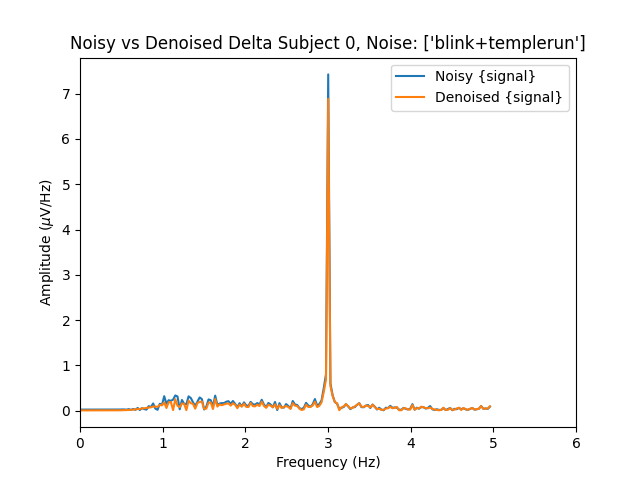 Noisy vs Denoised Delta Subject 0, Noise: ['blink+templerun']
Noisy {signal}
Denoised {signal}
Amplitude (μV/Hz)
7
6
5
4
3
2
1
0
0 1 2 3 4 5 6
Frequency (Hz)